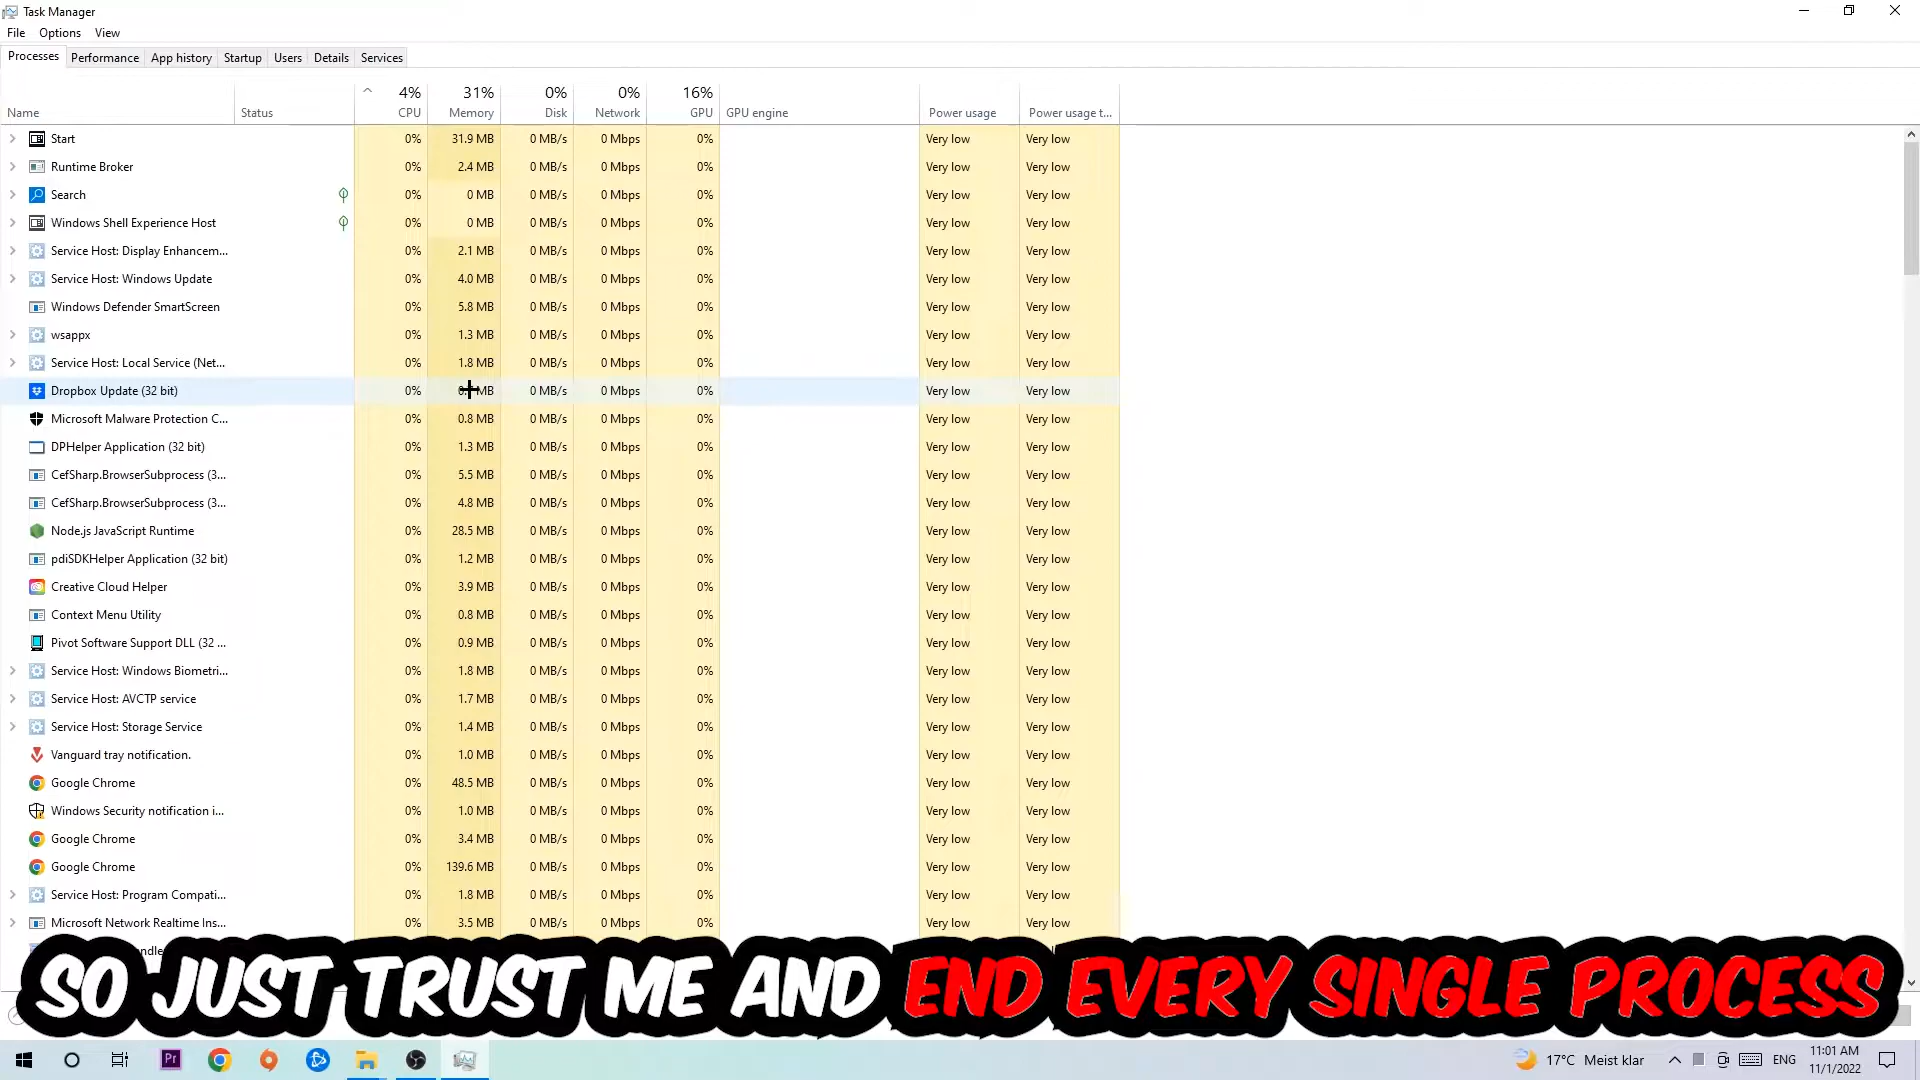 Task Manager
File Options View
Processes Performance App history Startup Users Details Services
4% 31% 0% 0% 16%
Name Status CPU Memory Disk Network GPU GPU engine Power usage Power usage t...
Start 0% 31.9 MB 0 MB/s 0 Mbps 0% Very low Very low
Runtime Broker 0% 2.4 MB 0 MB/s 0 Mbps 0% Very low Very low
Search 0% 0 MB 0 MB/s 0 Mbps 0% Very low Very low
Windows Shell Experience Host 0% 0 MB 0 MB/s 0 Mbps 0% Very low Very low
Service Host: Display Enhancem... 0% 2.1 MB 0 MB/s 0 Mbps 0% Very low Very low
Service Host: Windows Update 0% 4.0 MB 0 MB/s 0 Mbps 0% Very low Very low
Windows Defender SmartScreen 0% 5.8 MB 0 MB/s 0 Mbps 0% Very low Very low
wsappx 0% 1.3 MB 0 MB/s 0 Mbps 0% Very low Very low
Service Host: Local Service (Net... 0% 1.8 MB 0 MB/s 0 Mbps 0% Very low Very low
Dropbox Update (32 bit) 0% MB 0 MB/s 0 Mbps 0% Very low Very low
Microsoft Malware Protection C... 0% 0.8 MB 0 MB/s 0 Mbps 0% Very low Very low
DPHelper Application (32 bit) 0% 1.3 MB 0 MB/s 0 Mbps 0% Very low Very low
CefSharp.BrowserSubprocess (3... 0% 5.5 MB 0 MB/s 0 Mbps 0% Very low Very low
CefSharp.BrowserSubprocess (3... 0% 4.8 MB 0 MB/s 0 Mbps 0% Very low Very low
Node.js JavaScript Runtime 0% 28.5 MB 0 MB/s 0 Mbps 0% Very low Very low
pdiSDKHelper Application (32 bit) 0% 1.2 MB 0 MB/s 0 Mbps 0% Very low Very low
Creative Cloud Helper 0% 3.9 MB 0 MB/s 0 Mbps 0% Very low Very low
Context Menu Utility 0% 0.8 MB 0 MB/s 0 Mbps 0% Very low Very low
Pivot Software Support DLL (32 ... 0% 0.9 MB 0 MB/s 0 Mbps 0% Very low Very low
Service Host: Windows Biometri... 0% 1.8 MB 0 MB/s 0 Mbps 0% Very low Very low
Service Host: AVCTP service 0% 1.7 MB 0 MB/s 0 Mbps 0% Very low Very low
Service Host: Storage Service 0% 1.4 MB 0 MB/s 0 Mbps 0% Very low Very low
Vanguard tray notification. 0% 1.0 MB 0 MB/s 0 Mbps 0% Very low Very low
Google Chrome 0% 48.5 MB 0 MB/s 0 Mbps 0% Very low Very low
Windows Security notification i... 0% 1.0 MB 0 MB/s 0 Mbps 0% Very low Very low
Google Chrome 0% 3.4 MB 0 MB/s 0 Mbps 0% Very low Very low
Google Chrome 0% 139.6 MB 0 MB/s 0 Mbps 0% Very low Very low
Service Host: Program Compati... 0% 1.8 MB 0 MB/s 0 Mbps 0% Very low Very low
Microsoft Network Realtime Ins... 0% 3.5 MB 0 MB/s 0 Mbps 0% Very low Very low
SO JUST TRUST ME AND END EVERY SINGLE PROCESS
Pr 17°C Meist klar ENG 11:01 AM
11/1/2022